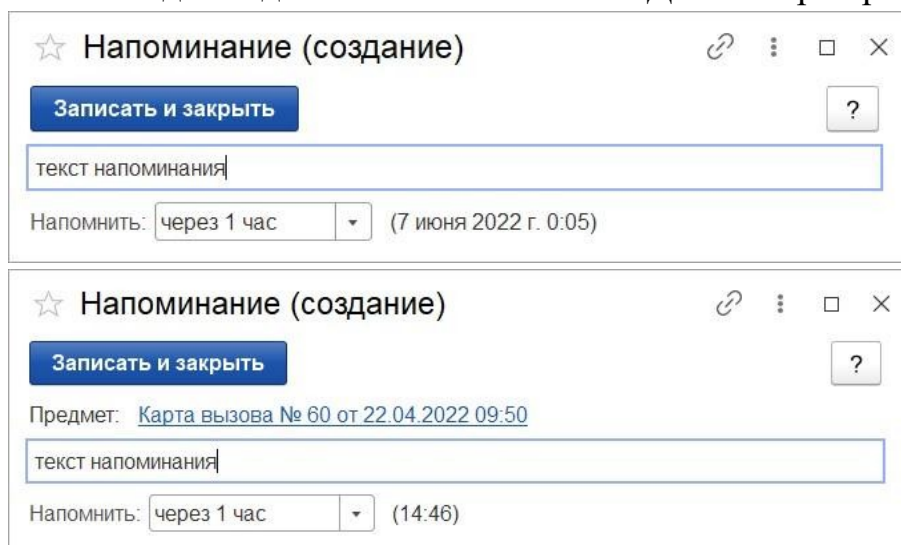 Напоминание (создание)
Записать и закрыть
?
текст напоминания
Напомнить: через 1 час (7 июня 2022 г. 0:05)
Напоминание (создание)
Записать и закрыть
?
Предмет: Карта вызова № 60 от 22.04.2022 09:50
текст напоминания
Напомнить: через 1 час (14:46)